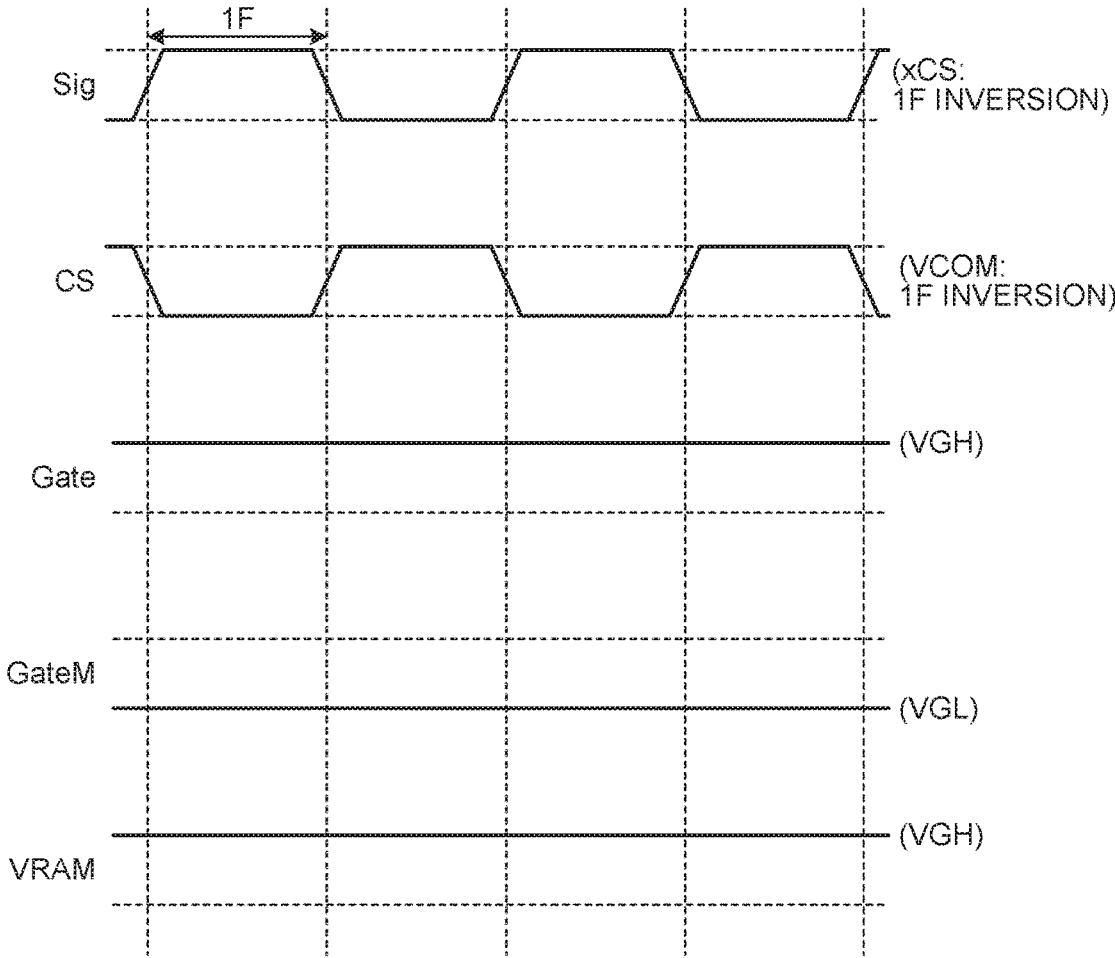 1F
Sig
(xCS:
1F INVERSION)
CS
(VCOM:
1F INVERSION)
Gate
(VGH)
GateM
(VGL)
VRAM
(VGH)